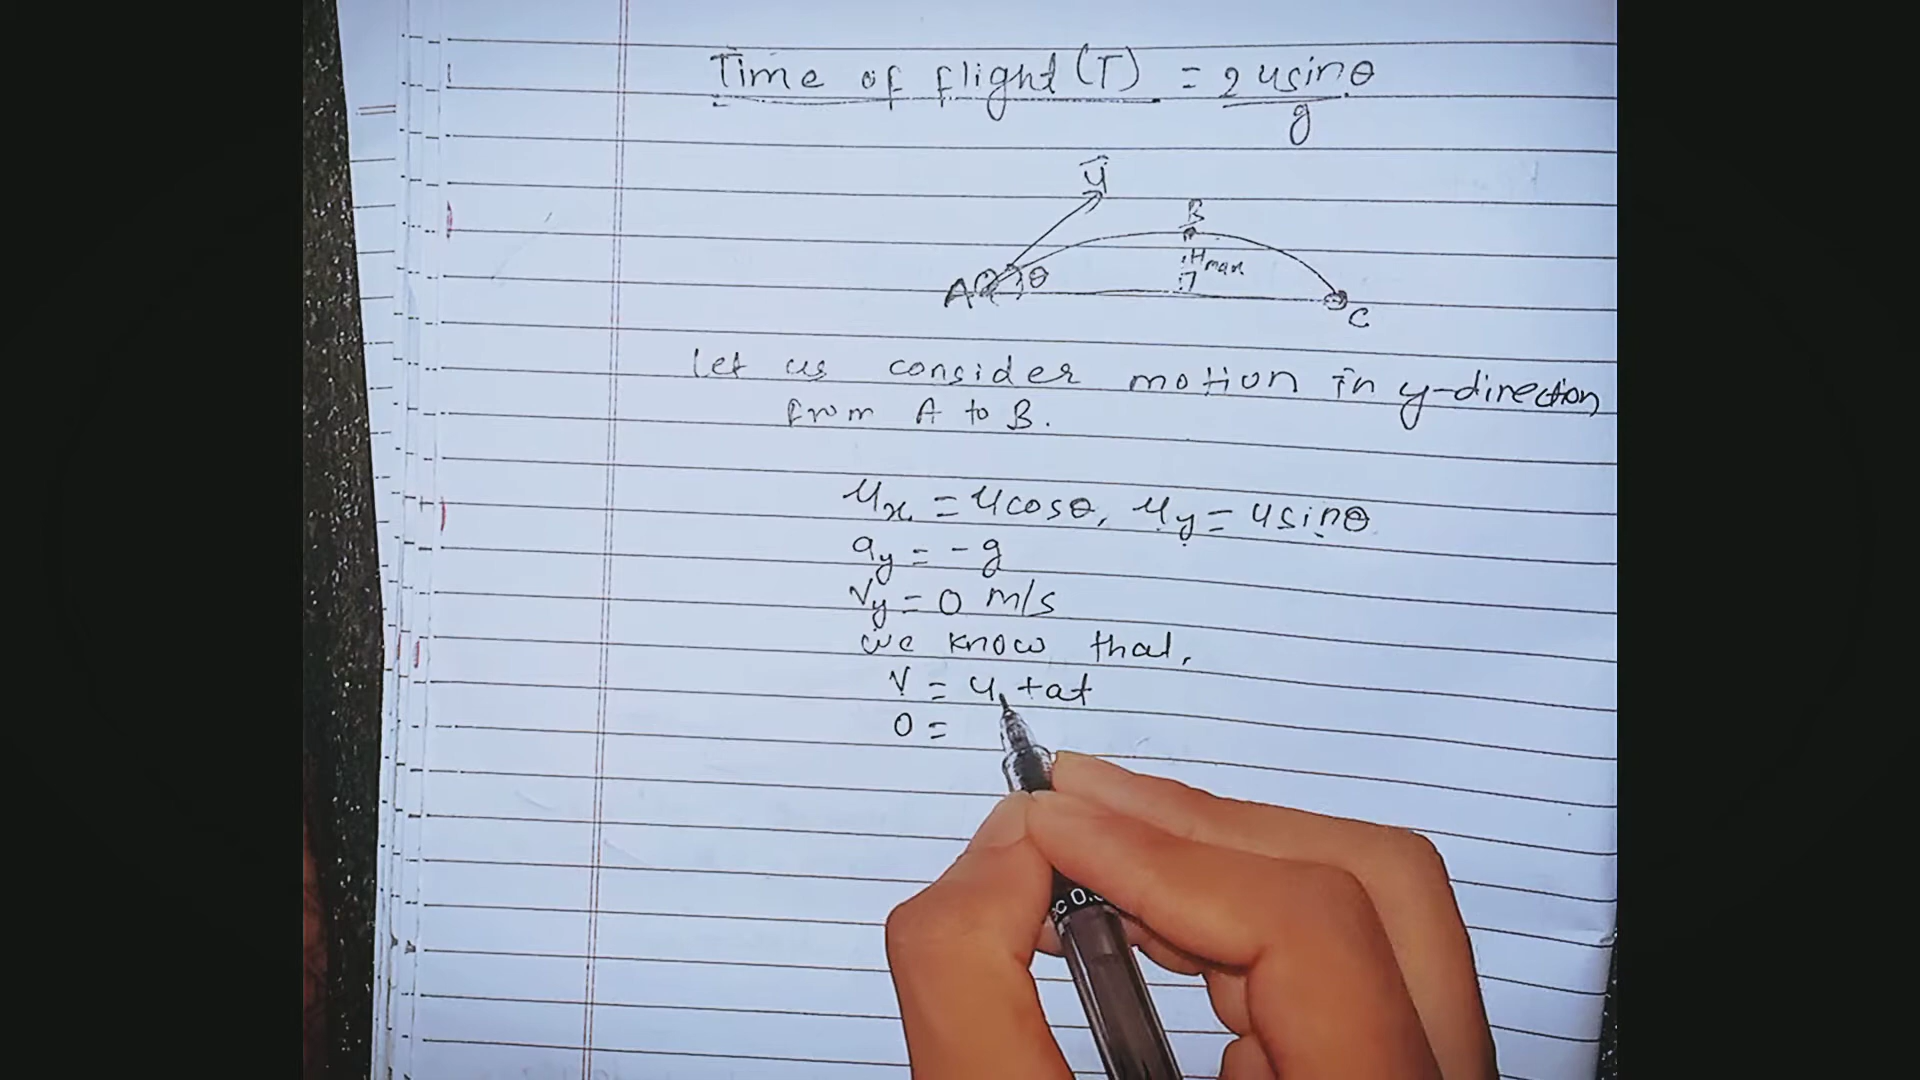 Time of flight (T) = 2usinθ/g
u
B
Hmax
A θ
C
Let us consider motion in y-direction
from A to B.
ux = ucosθ, uy = usinθ
ay = -g
vy = 0 m/s
we know that,
v = u + at
0 =